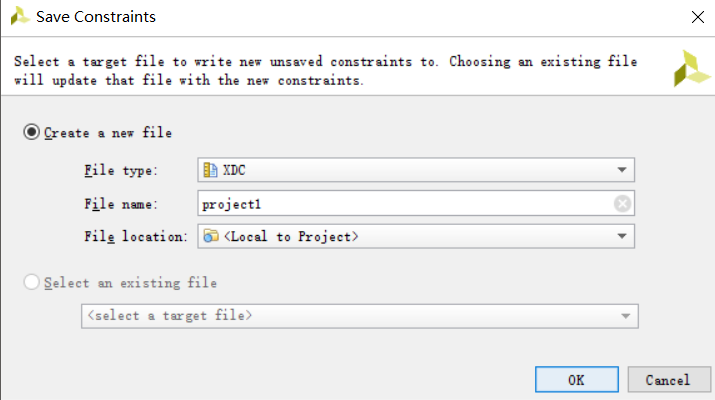 Save Constraints
Select a target file to write new unsaved constraints to. Choosing an existing file
will update that file with the new constraints.
Create a new file
File type: XDC
File name: project1
File location: <Local to Project>
Select an existing file
<select a target file>
OK Cancel